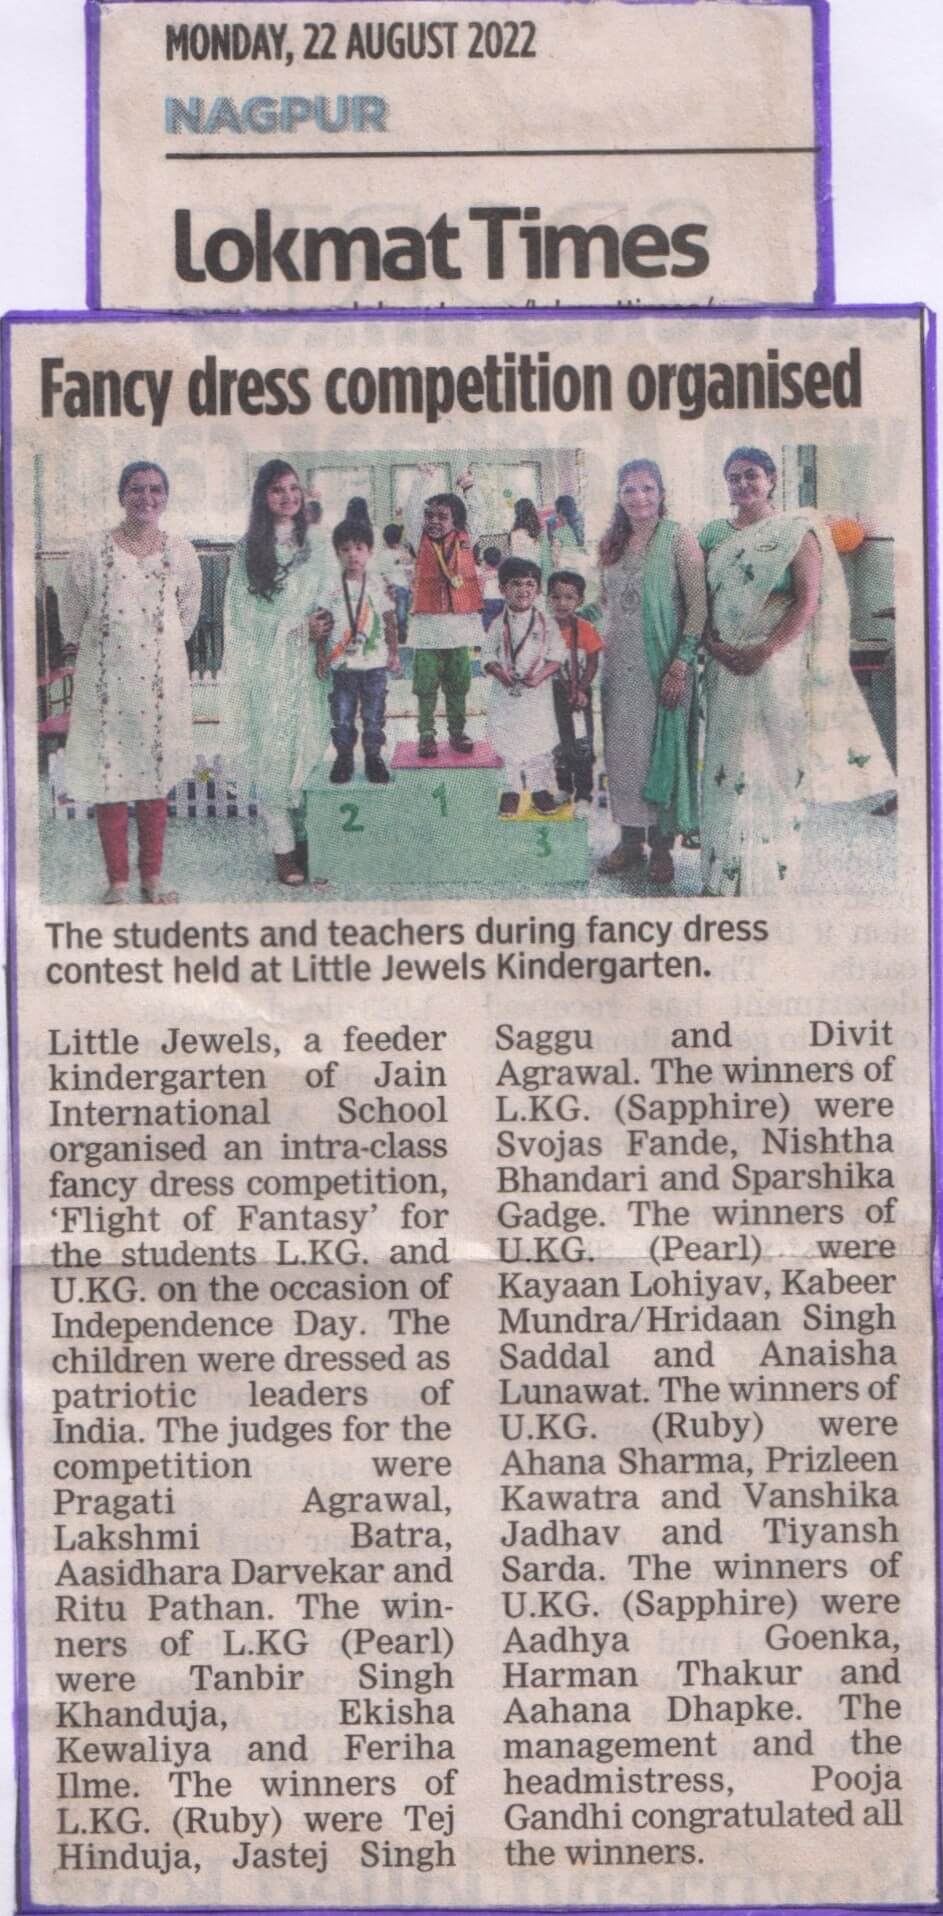 MONDAY, 22 AUGUST 2022
NAGPUR
Lokmat Times
Fancy dress competition organised
2
1
3
The students and teachers during fancy dress
contest held at Little Jewels Kindergarten.
Little Jewels, a feeder
kindergarten of Jain
International School
organised an intra-class
fancy dress competition,
‘Flight of Fantasy’ for
the students L.KG. and
U.KG. on the occasion of
Independence Day. The
children were dressed as
patriotic leaders of
India. The judges for the
competition were
Pragati Agrawal,
Lakshmi Batra,
Aasidhara Darvekar and
Ritu Pathan. The win-
ners of L.KG (Pearl)
were Tanbir Singh
Khanduja, Ekisha
Kewaliya and Feriha
Ilme. The winners of
L.KG. (Ruby) were Tej
Hinduja, Jastej Singh
Saggu and Divit
Agrawal. The winners of
L.KG. (Sapphire) were
Svojas Fande, Nishtha
Bhandari and Sparshika
Gadge. The winners of
U.KG. (Pearl) were
Kayaan Lohiyav, Kabeer
Mundra/Hridaan Singh
Saddal and Anaisha
Lunawat. The winners of
U.KG. (Ruby) were
Ahana Sharma, Prizleen
Kawatra and Vanshika
Jadhav and Tiyansh
Sarda. The winners of
U.KG. (Sapphire) were
Aadhya Goenka,
Harman Thakur and
Aahana Dhapke. The
management and the
headmistress, Pooja
Gandhi congratulated all
the winners.